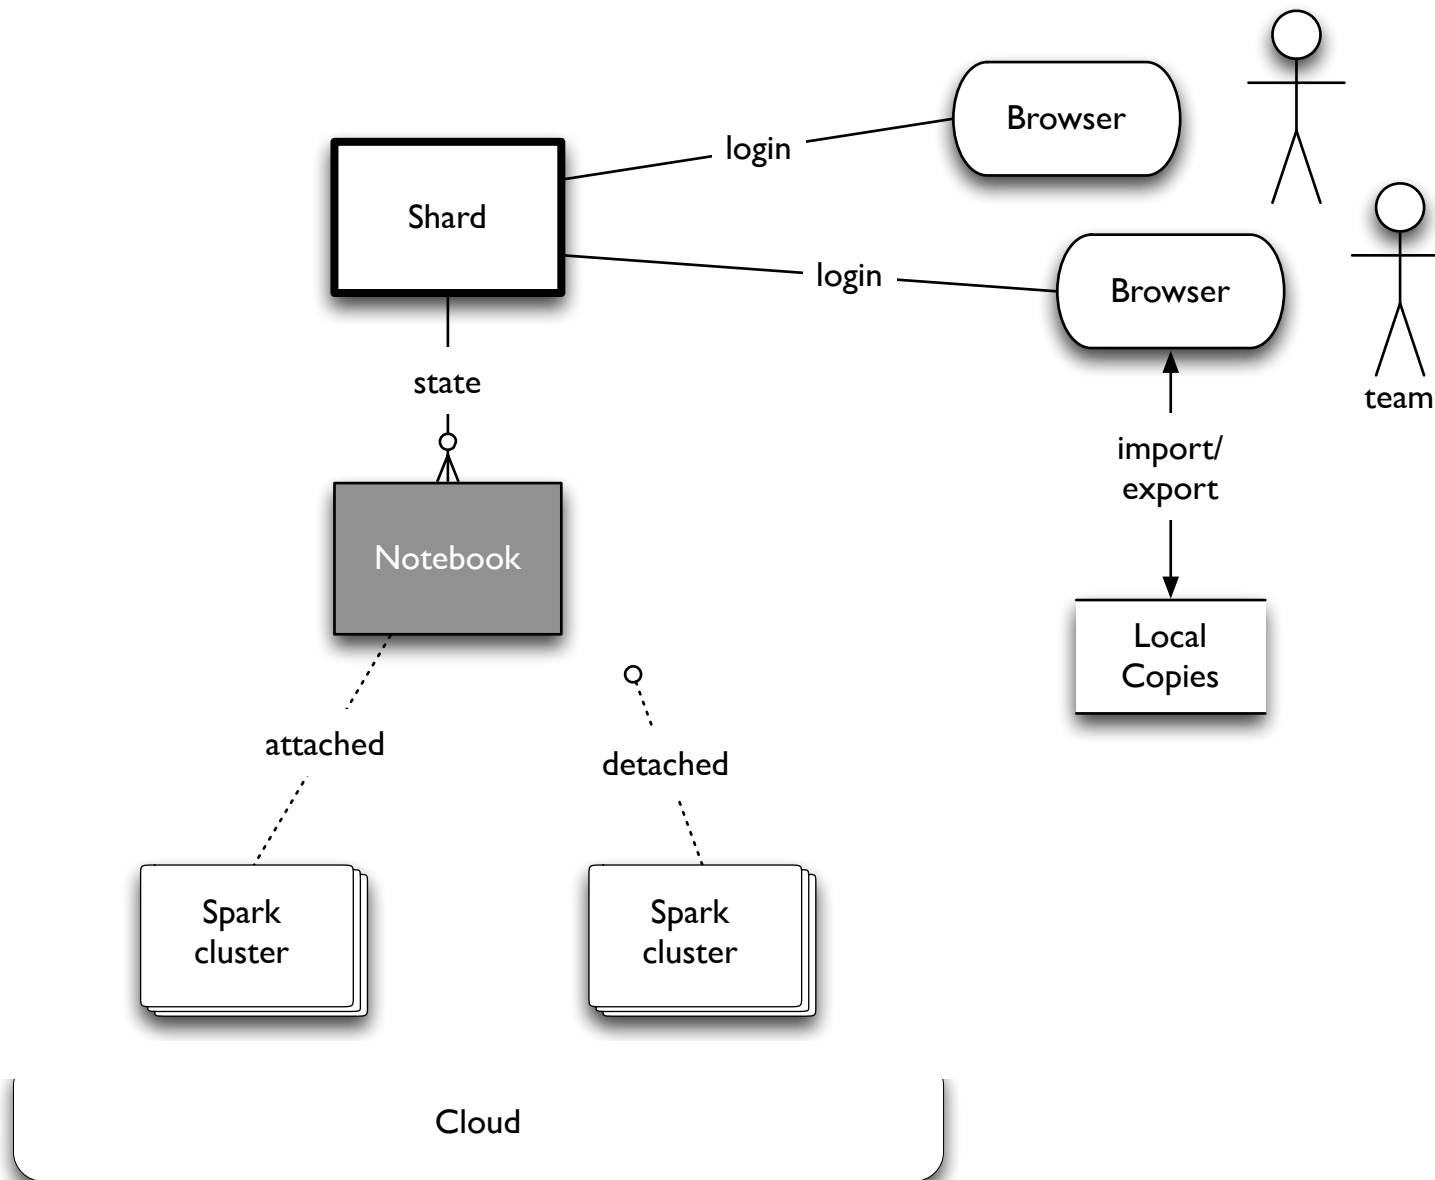 Browser
login
Shard
login
Browser
state
team
import/
export
Notebook
Local
Copies
attached
detached
Spark
cluster
Spark
cluster
Cloud